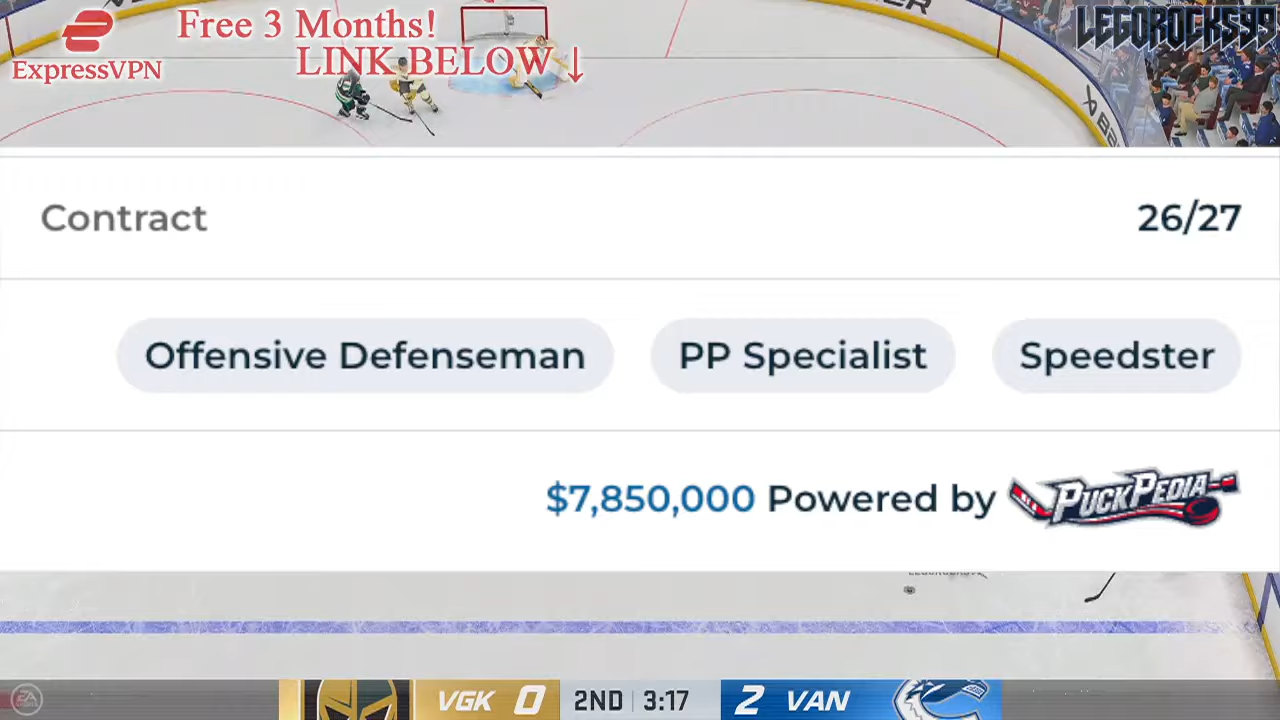 Free 3 Months!
LINK BELOW ↓
ExpressVPN
LEGOROCKS99
Contract
26/27
Offensive Defenseman
PP Specialist
Speedster
$7,850,000 Powered by PUCKPEDIA
EA
VGK 0 2ND 3:17 2 VAN